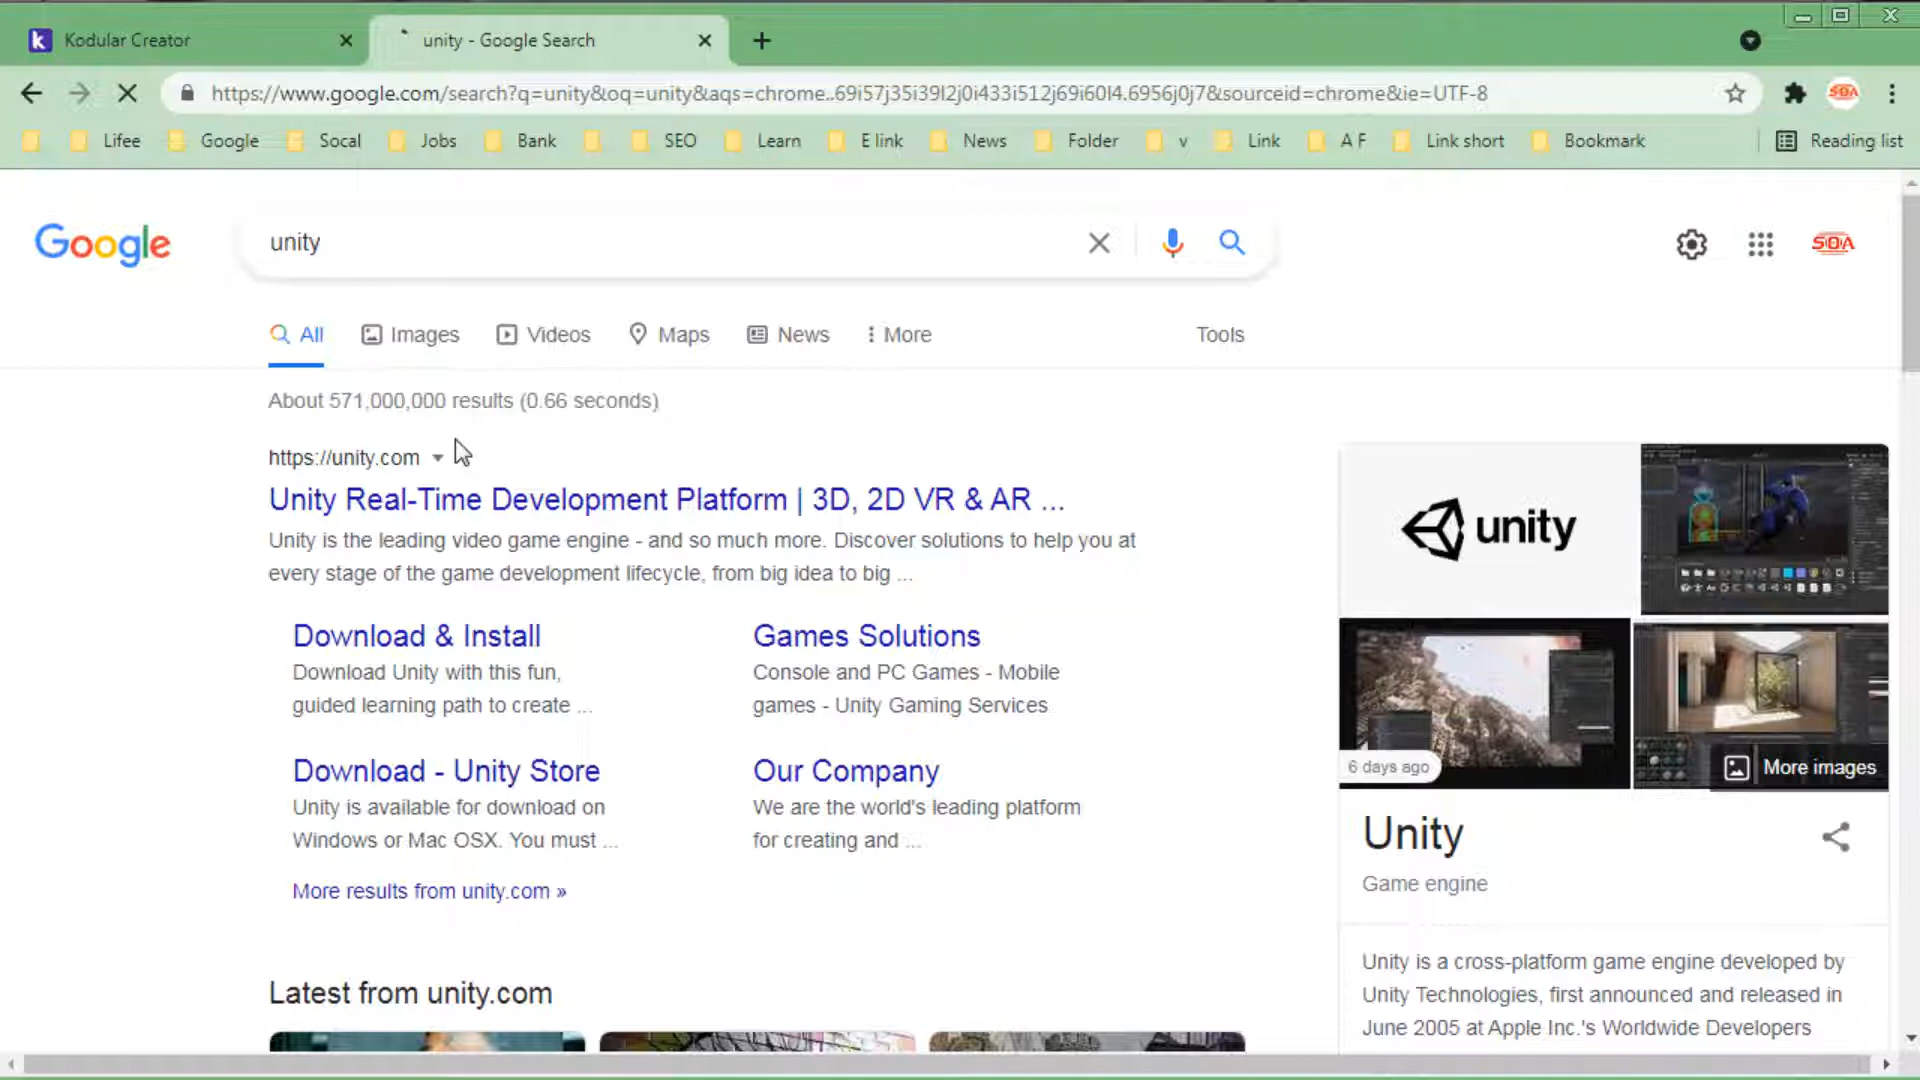 Kodular Creator
unity - Google Search
https://www.google.com/search?q=unity&oq=unity&aqs=chrome..69i57j35i39l2j0i433i512j69i60l4.6956j0j7&sourceid=chrome&ie=UTF-8
SOA
Lifee
Google
Socal
Jobs
Bank
SEO
Learn
E link
News
Folder
v
Link
A F
Link short
Bookmark
Reading list
Google
unity
SOA
All
Images
Videos
Maps
News
More
Tools
About 571,000,000 results (0.66 seconds)
https://unity.com
Unity Real-Time Development Platform | 3D, 2D VR & AR ...
Unity is the leading video game engine - and so much more. Discover solutions to help you at
every stage of the game development lifecycle, from big idea to big ...
Download & Install
Download Unity with this fun,
guided learning path to create ...
Games Solutions
Console and PC Games - Mobile
games - Unity Gaming Services
Download - Unity Store
Unity is available for download on
Windows or Mac OSX. You must ...
Our Company
We are the world's leading platform
for creating and ...
More results from unity.com »
Latest from unity.com
unity
6 days ago
More images
Unity
Game engine
Unity is a cross-platform game engine developed by
Unity Technologies, first announced and released in
June 2005 at Apple Inc.'s Worldwide Developers